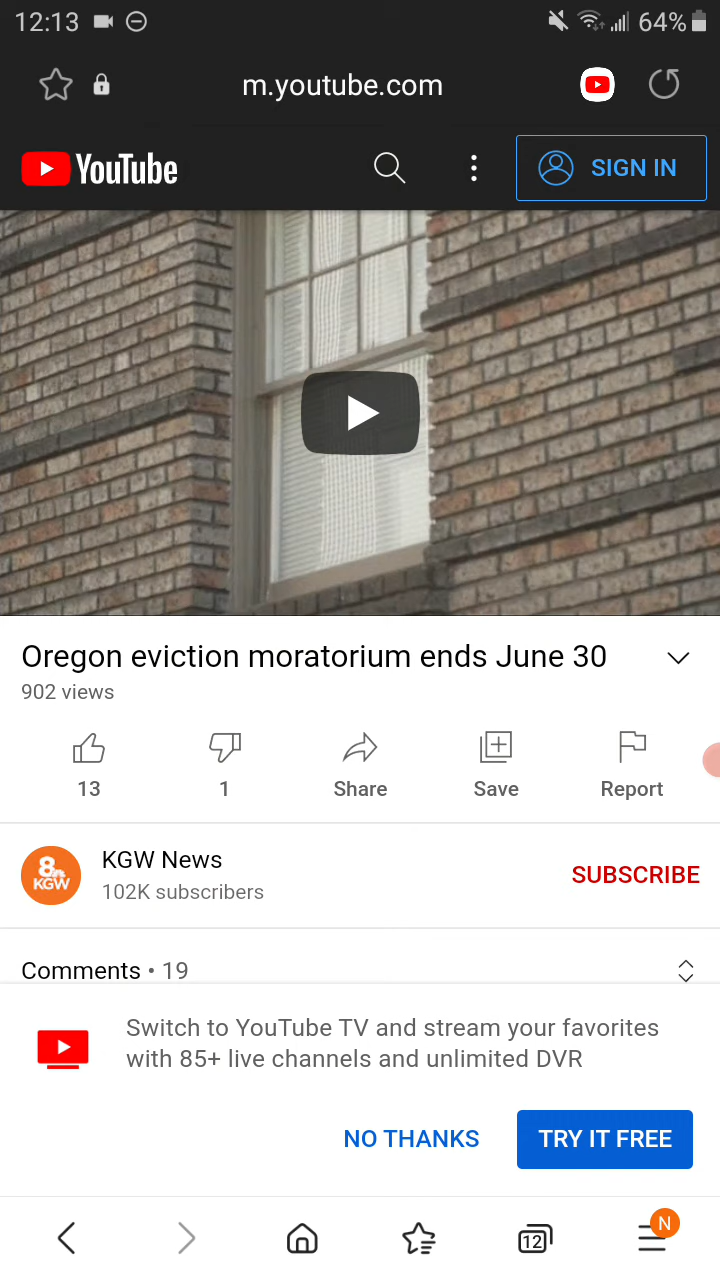 12:13 64%
m.youtube.com
YouTube SIGN IN
Oregon eviction moratorium ends June 30
902 views
13 1 Share Save Report
8
KGW
KGW News
102K subscribers
SUBSCRIBE
Comments • 19
Switch to YouTube TV and stream your favorites
with 85+ live channels and unlimited DVR
NO THANKS TRY IT FREE
12 N